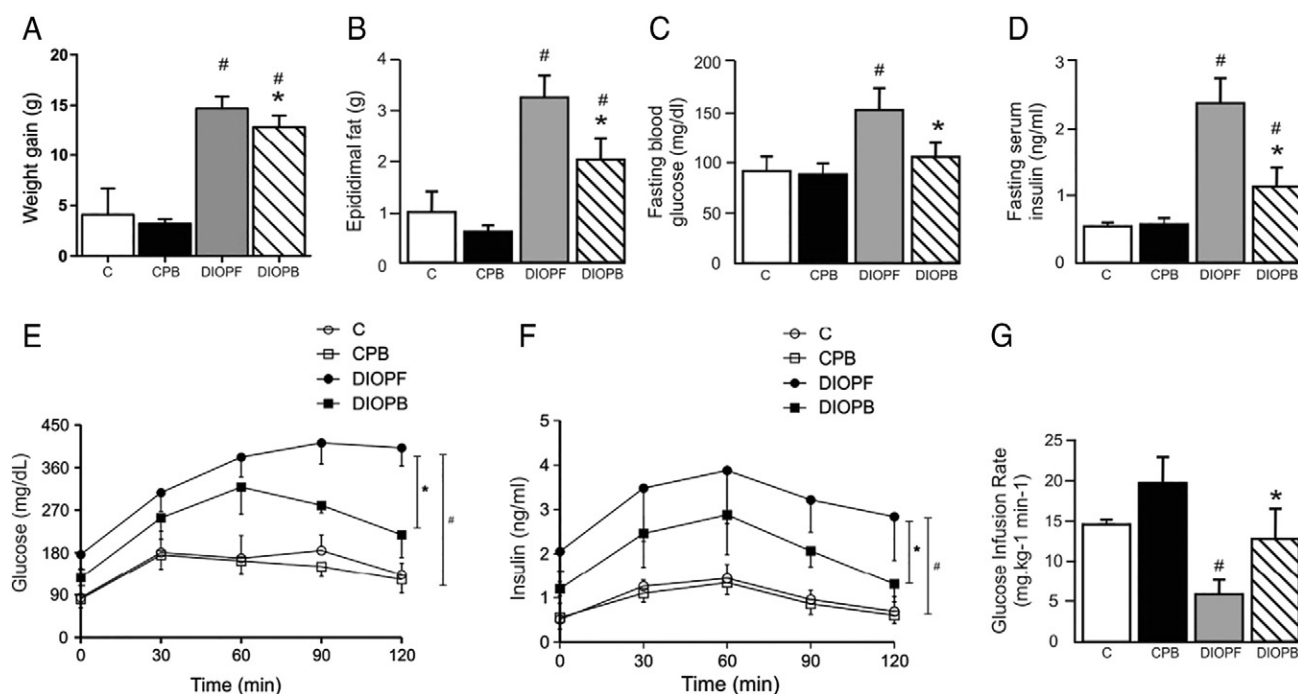 A
Weight gain (g)
20
15
10
5
0
#
#
*
C CPB DIOPF DIOPB
B
Epididimal fat (g)
4
3
2
1
0
#
#
*
C CPB DIOPF DIOPB
C
Fasting blood
glucose (mg/dl)
200
150
100
50
0
#
*
C CPB DIOPF DIOPB
D
Fasting serum
insulin (ng/ml)
3
2
1
0
#
#
*
C CPB DIOPF DIOPB
E
C
CPB
DIOPF
DIOPB
Glucose (mg/dL)
450
360
270
180
90
0
*
#
0 30 60 90 120
Time (min)
F
C
CPB
DIOPF
DIOPB
Insulin (ng/ml)
5
4
3
2
1
0
*
#
0 30 60 90 120
Time (min)
G
Glucose Infusion Rate
(mg.kg-1 min-1)
25
20
15
10
5
0
#
*
C CPB DIOPF DIOPB